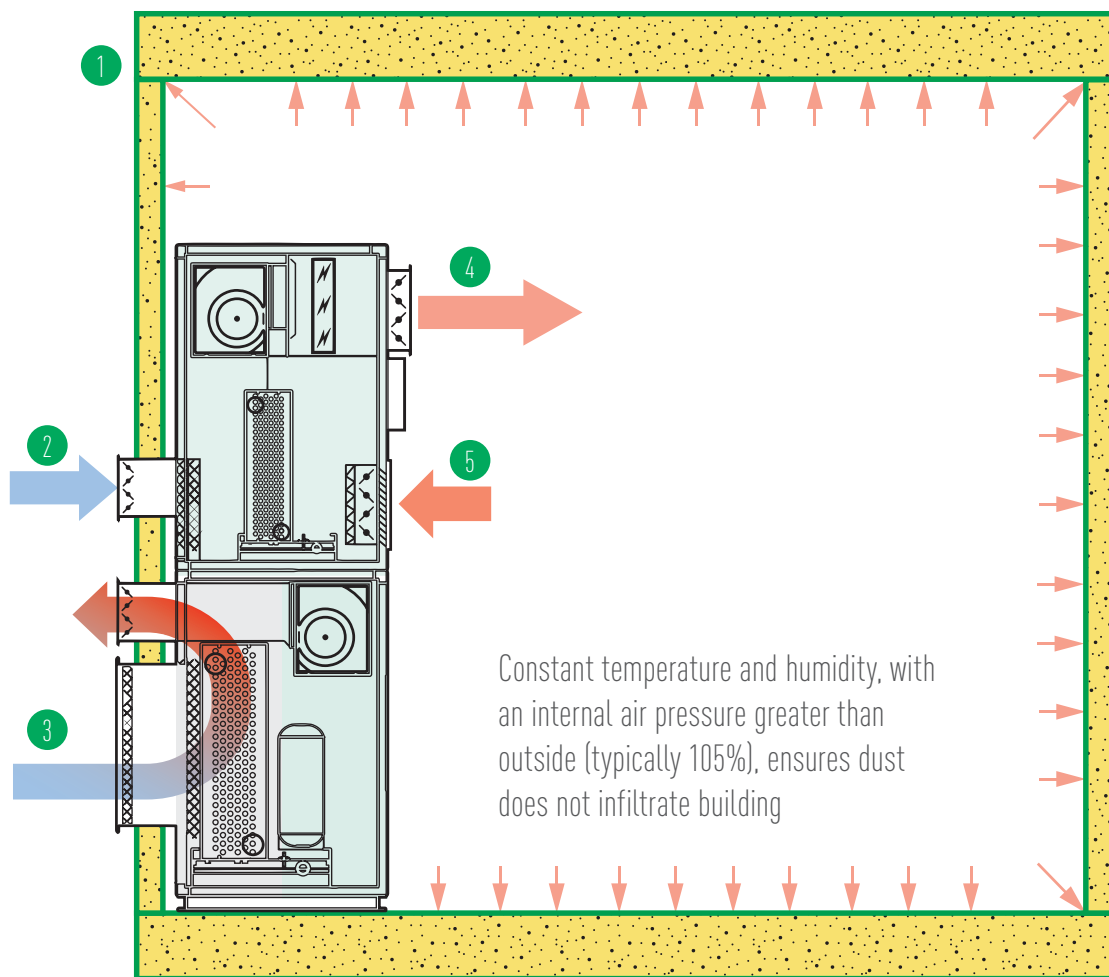 1
4
2
5
3
Constant temperature and humidity, with
an internal air pressure greater than
outside (typically 105%), ensures dust
does not infiltrate building